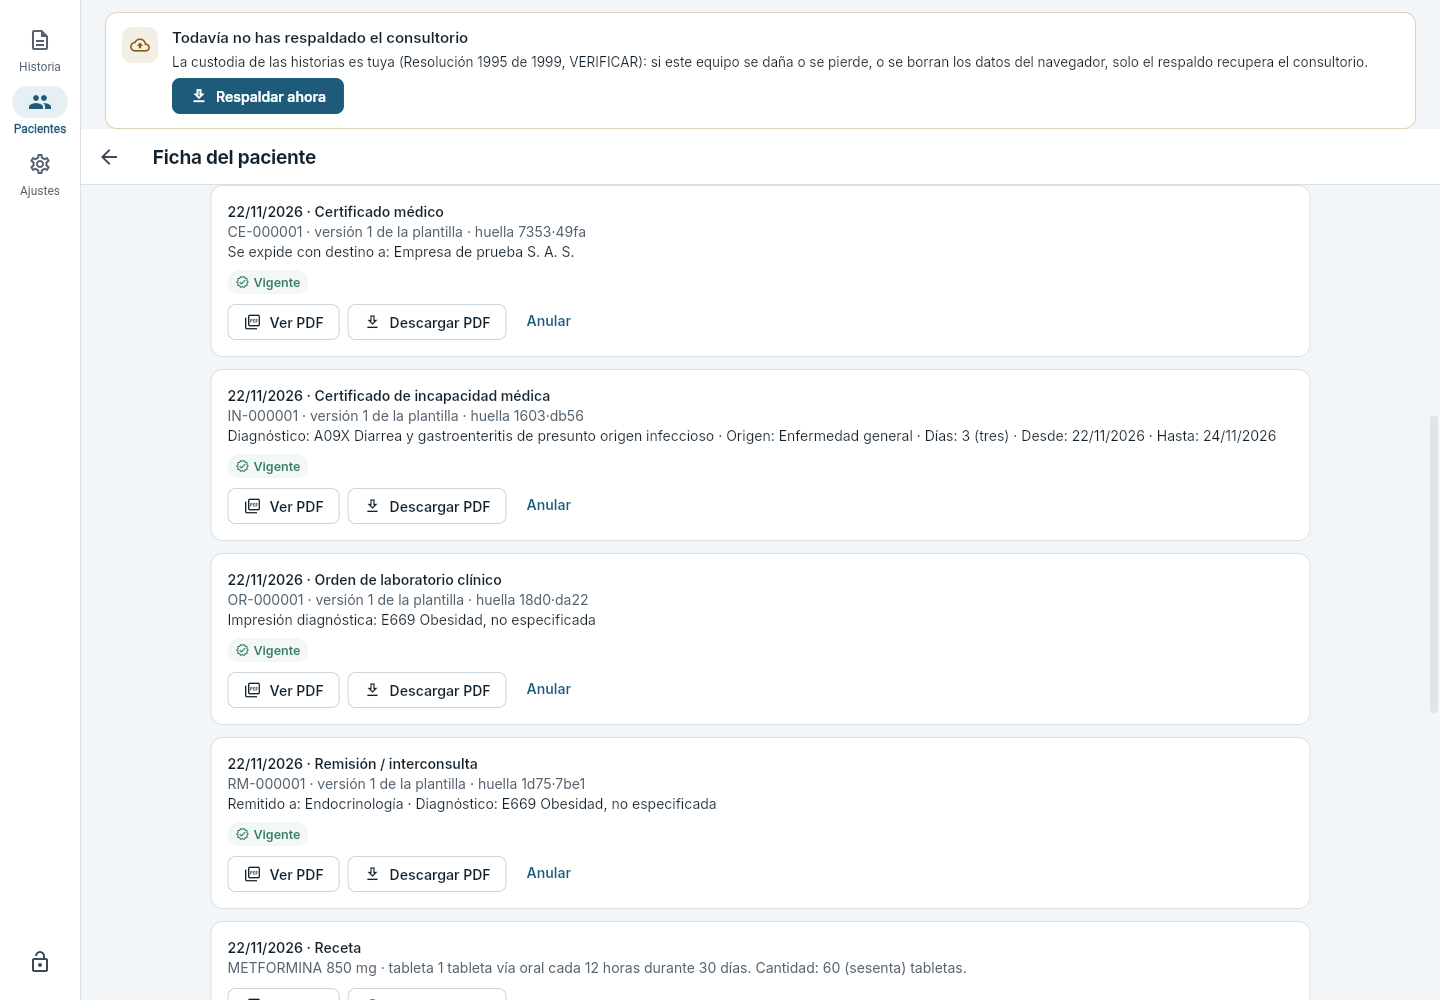 Todavía no has respaldado el consultorio
La custodia de las historias es tuya (Resolución 1995 de 1999, VERIFICAR): si este equipo se daña o se pierde, o se borran los datos del navegador, solo el respaldo recupera el consultorio.
Respaldar ahora
Historia
Pacientes
Ajustes
Ficha del paciente
22/11/2026 · Certificado médico
CE-000001 · versión 1 de la plantilla · huella 7353·49fa
Se expide con destino a: Empresa de prueba S. A. S.
Vigente
Ver PDF Descargar PDF Anular
22/11/2026 · Certificado de incapacidad médica
IN-000001 · versión 1 de la plantilla · huella 1603·db56
Diagnóstico: A09X Diarrea y gastroenteritis de presunto origen infeccioso · Origen: Enfermedad general · Días: 3 (tres) · Desde: 22/11/2026 · Hasta: 24/11/2026
Vigente
Ver PDF Descargar PDF Anular
22/11/2026 · Orden de laboratorio clínico
OR-000001 · versión 1 de la plantilla · huella 18d0·da22
Impresión diagnóstica: E669 Obesidad, no especificada
Vigente
Ver PDF Descargar PDF Anular
22/11/2026 · Remisión / interconsulta
RM-000001 · versión 1 de la plantilla · huella 1d75·7be1
Remitido a: Endocrinología · Diagnóstico: E669 Obesidad, no especificada
Vigente
Ver PDF Descargar PDF Anular
22/11/2026 · Receta
METFORMINA 850 mg · tableta 1 tableta vía oral cada 12 horas durante 30 días. Cantidad: 60 (sesenta) tabletas.